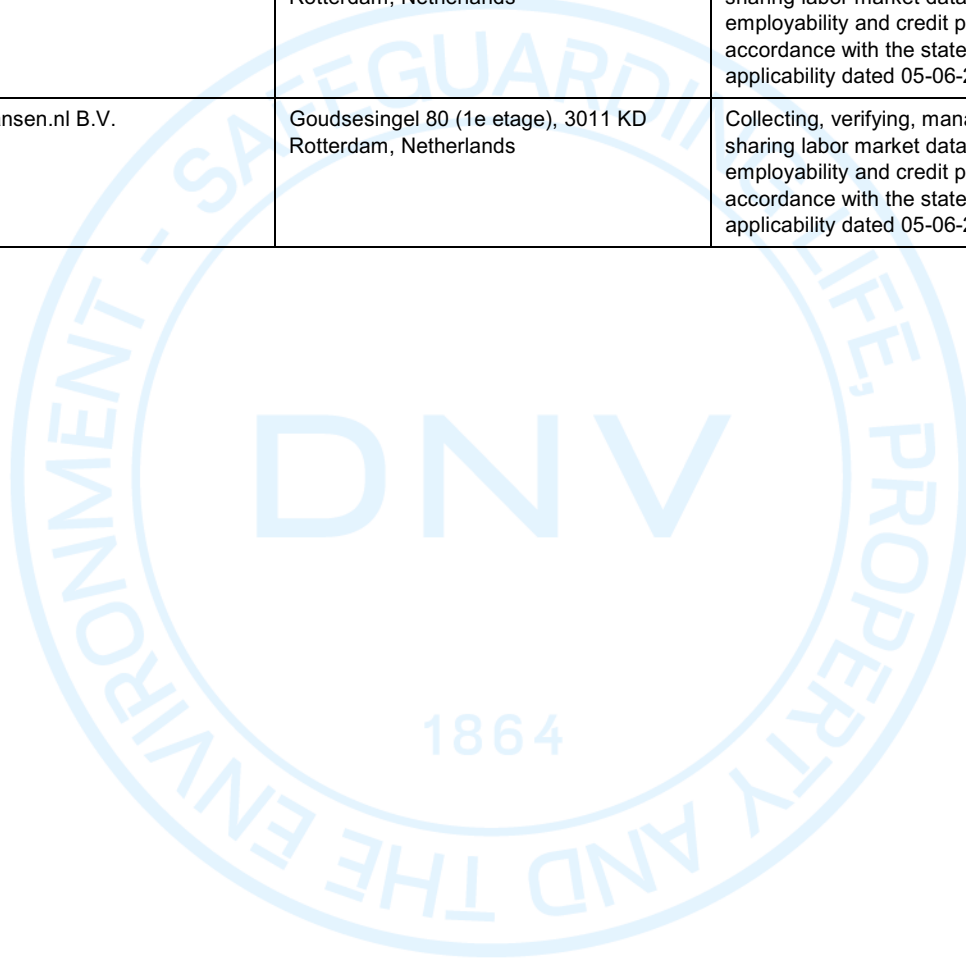 Rotterdam, Netherlands
sharing labor market data
employability and credit p
accordance with the state
applicability dated 05-06-2
nsen.nl B.V.
Goudsesingel 80 (1e etage), 3011 KD
Rotterdam, Netherlands
Collecting, verifying, mana
sharing labor market data
employability and credit p
accordance with the state
applicability dated 05-06-2
SAFEGUARDING LIFE, PROPERTY AND THE ENVIRONMENT -
DNV
1864